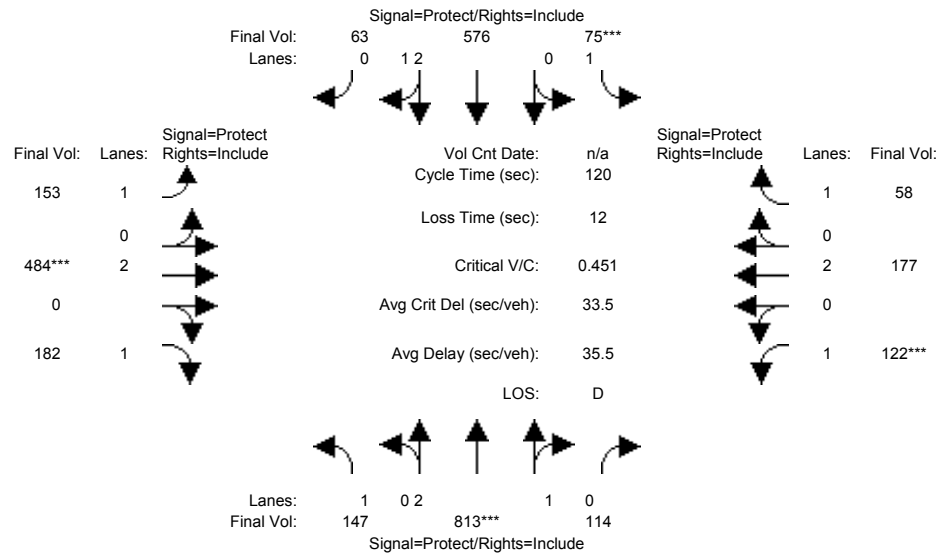 Signal=Protect/Rights=Include
Final Vol: 63 576 75***
Lanes: 0 1 2 0 1
Signal=Protect
Final Vol: Lanes: Rights=Include
Vol Cnt Date: n/a
Signal=Protect
Rights=Include Lanes: Final Vol:
Cycle Time (sec): 120
153 1
1 58
Loss Time (sec): 12
0
0
484*** 2
Critical V/C: 0.451
2 177
0 0
Avg Crit Del (sec/veh): 33.5
0
182 1
Avg Delay (sec/veh): 35.5
1 122***
LOS: D
Lanes: 1 0 2 1 0
Final Vol: 147 813*** 114
Signal=Protect/Rights=Include